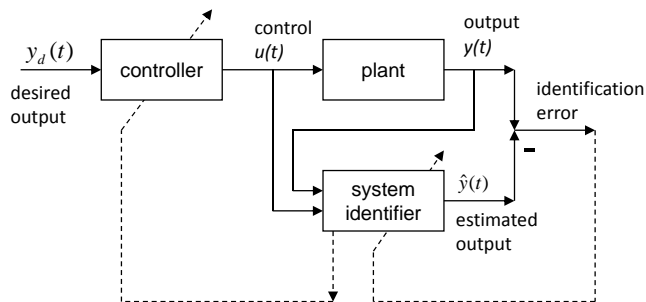 control
u(t)
output
y(t)
y_d(t)
desired
output
controller
plant
identification
error
system
identifier
ŷ(t)
estimated
output